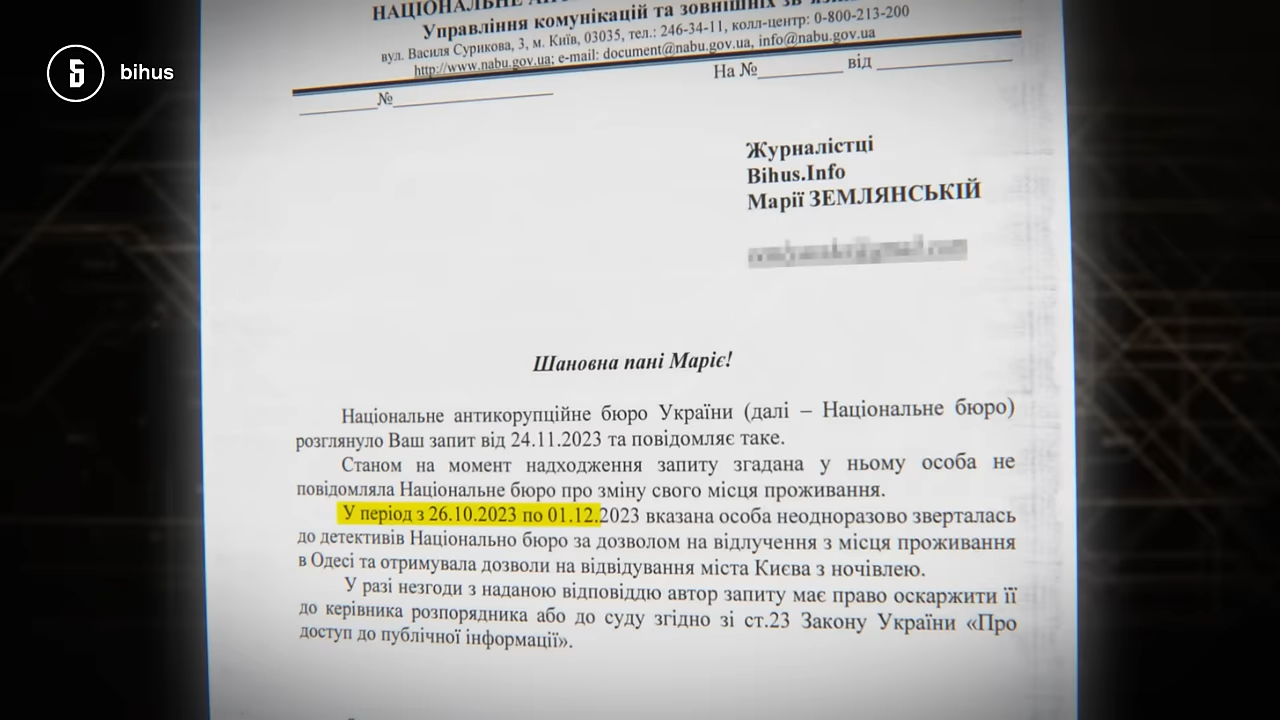 bihus
НАЦІОНАЛЬНЕ
Управління комунікацій та зовнішніх
вул. Василя Сурикова, 3, м. Київ, 03035, тел.: 246-34-11, колл-центр: 0-800-213-200
http://www.nabu.gov.ua; e-mail: document@nabu.gov.ua, info@nabu.gov.ua
_______№______________ На №________ від ____________
Журналістці
Bihus.Info
Марії ЗЕМЛЯНСЬКІЙ
Шановна пані Маріє!
Національне антикорупційне бюро України (далі – Національне бюро)
розглянуло Ваш запит від 24.11.2023 та повідомляє таке.
Станом на момент надходження запиту згадана у ньому особа не
повідомляла Національне бюро про зміну свого місця проживання.
У період з 26.10.2023 по 01.12.2023 вказана особа неодноразово зверталась
до детективів Національно бюро за дозволом на відлучення з місця проживання
в Одесі та отримувала дозволи на відвідування міста Києва з ночівлею.
У разі незгоди з наданою відповіддю автор запиту має право оскаржити її
до керівника розпорядника або до суду згідно зі ст.23 Закону України «Про
доступ до публічної інформації».